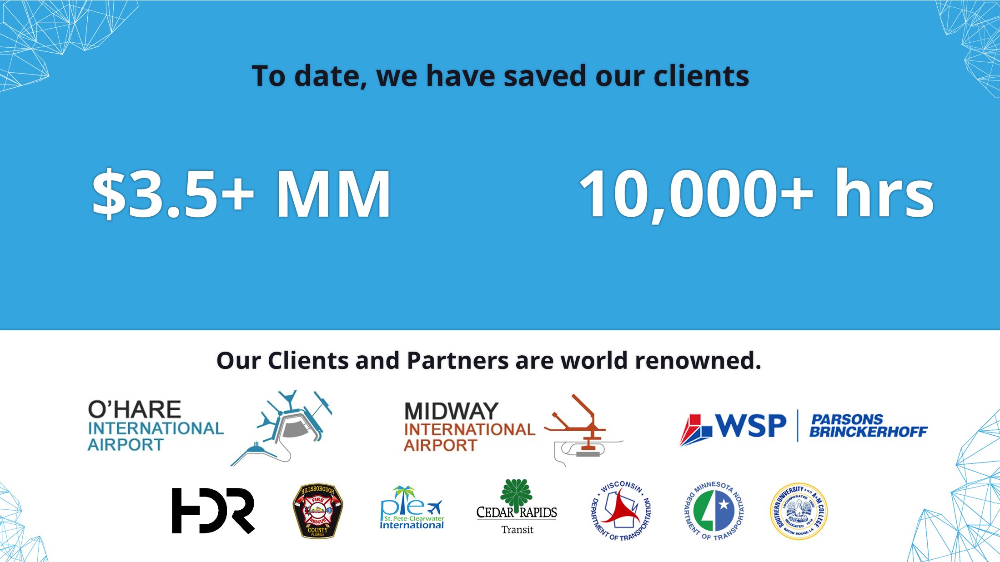 To date, we have saved our clients
$3.5+ MM
10,000+ hrs
Our Clients and Partners are world renowned.
O'HARE
INTERNATIONAL
AIRPORT
MIDWAY
INTERNATIONAL
AIRPORT
WSP
PARSONS
BRINCKERHOFF
HDR
HILLSBOROUGH
FIRE
RESCUE
COUNTY
FLORIDA
pie
St. Pete-Clearwater
International
CEDAR RAPIDS
Transit
WISCONSIN
DEPARTMENT OF TRANSPORTATION
MINNESOTA
DEPARTMENT OF TRANSPORTATION
SOUTHERN UNIVERSITY AND A&M COLLEGE
INCORPORATED 1880
RELOCATED 1914
BATON ROUGE, LA